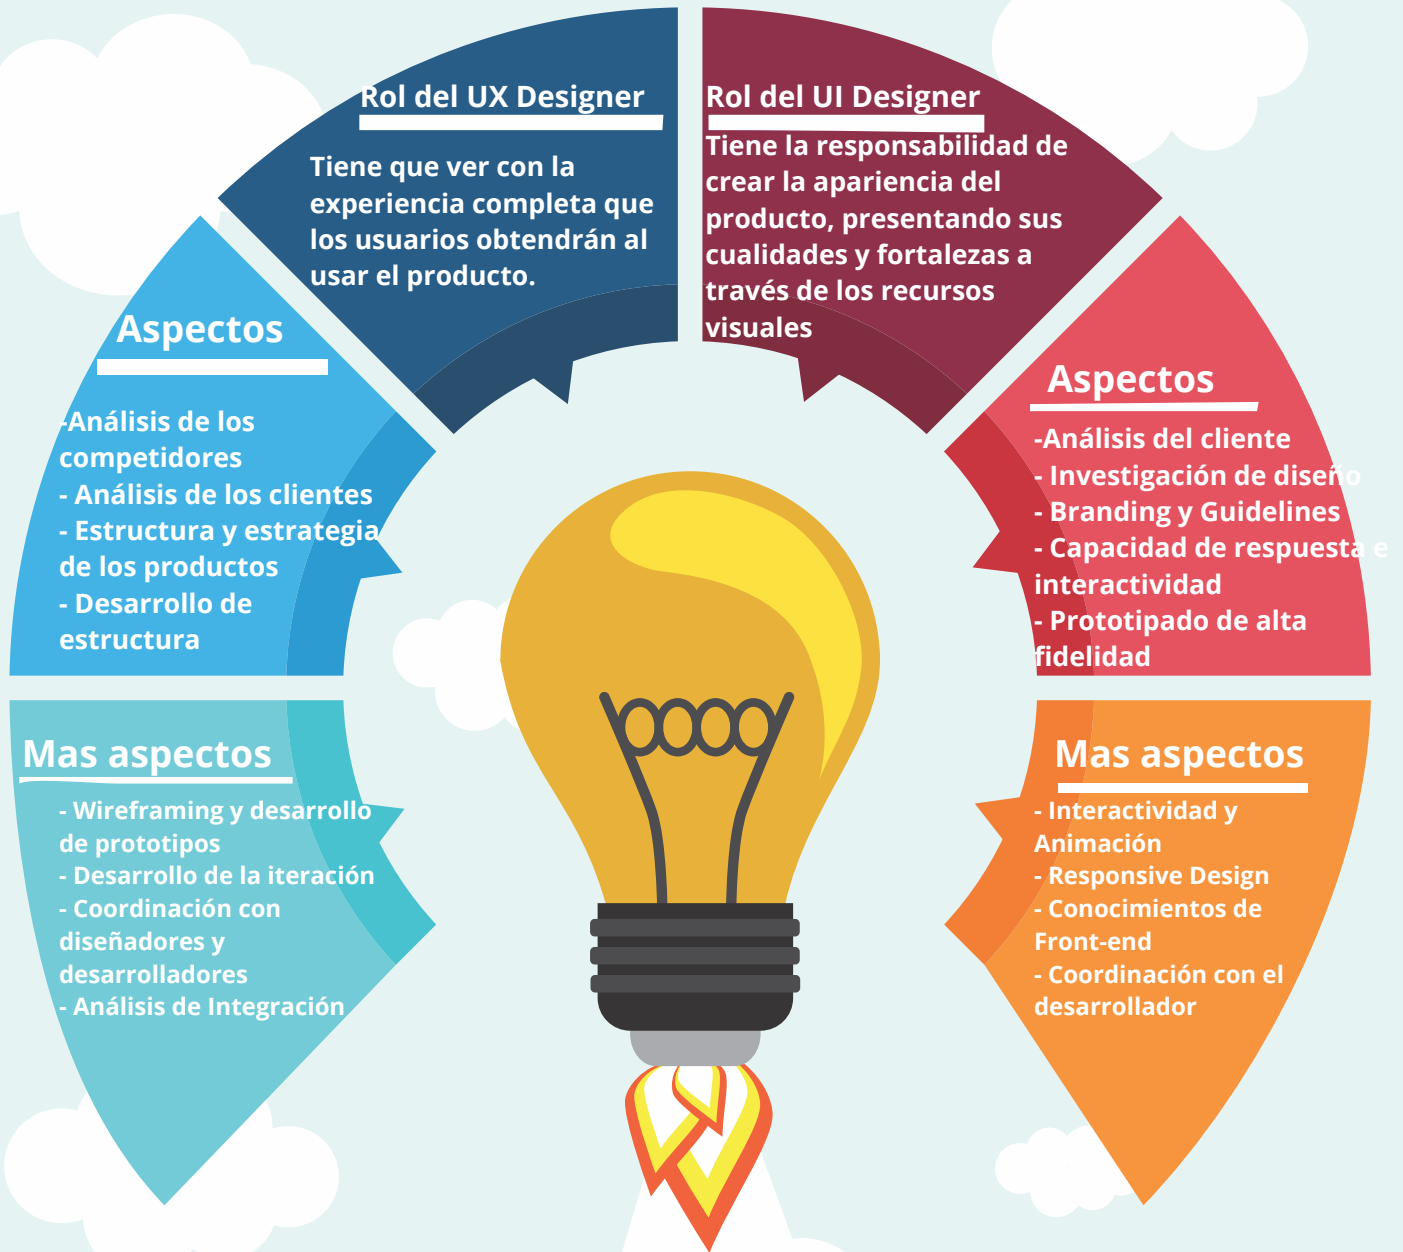 Rol del UX Designer
Tiene que ver con la
experiencia completa que
los usuarios obtendrán al
usar el producto.
Rol del UI Designer
Tiene la responsabilidad de
crear la apariencia del
producto, presentando sus
cualidades y fortalezas a
través de los recursos
visuales
Aspectos
-Análisis de los
competidores
- Análisis de los clientes
- Estructura y estrategia
de los productos
- Desarrollo de
estructura
Aspectos
-Análisis del cliente
- Investigación de diseño
- Branding y Guidelines
- Capacidad de respuesta e
interactividad
- Prototipado de alta
fidelidad
Mas aspectos
- Wireframing y desarrollo
de prototipos
- Desarrollo de la iteración
- Coordinación con
diseñadores y
desarrolladores
- Análisis de Integración
Mas aspectos
- Interactividad y
Animación
- Responsive Design
- Conocimientos de
Front-end
- Coordinación con el
desarrollador